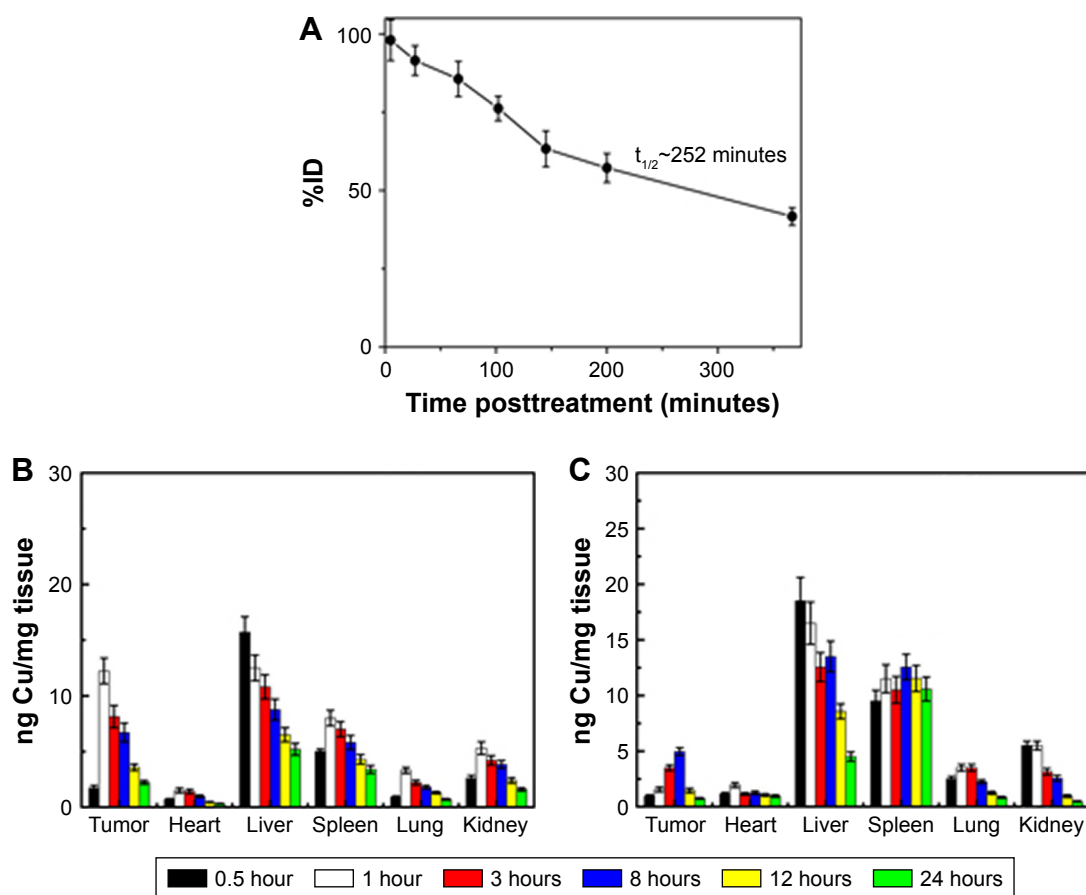 A
100
50
0
%ID
t1/2~252 minutes
0 100 200 300
Time posttreatment (minutes)
B
30
25
20
15
10
5
0
ng Cu/mg tissue
Tumor Heart Liver Spleen Lung Kidney
C
30
25
20
15
10
5
0
ng Cu/mg tissue
Tumor Heart Liver Spleen Lung Kidney
0.5 hour 1 hour 3 hours 8 hours 12 hours 24 hours